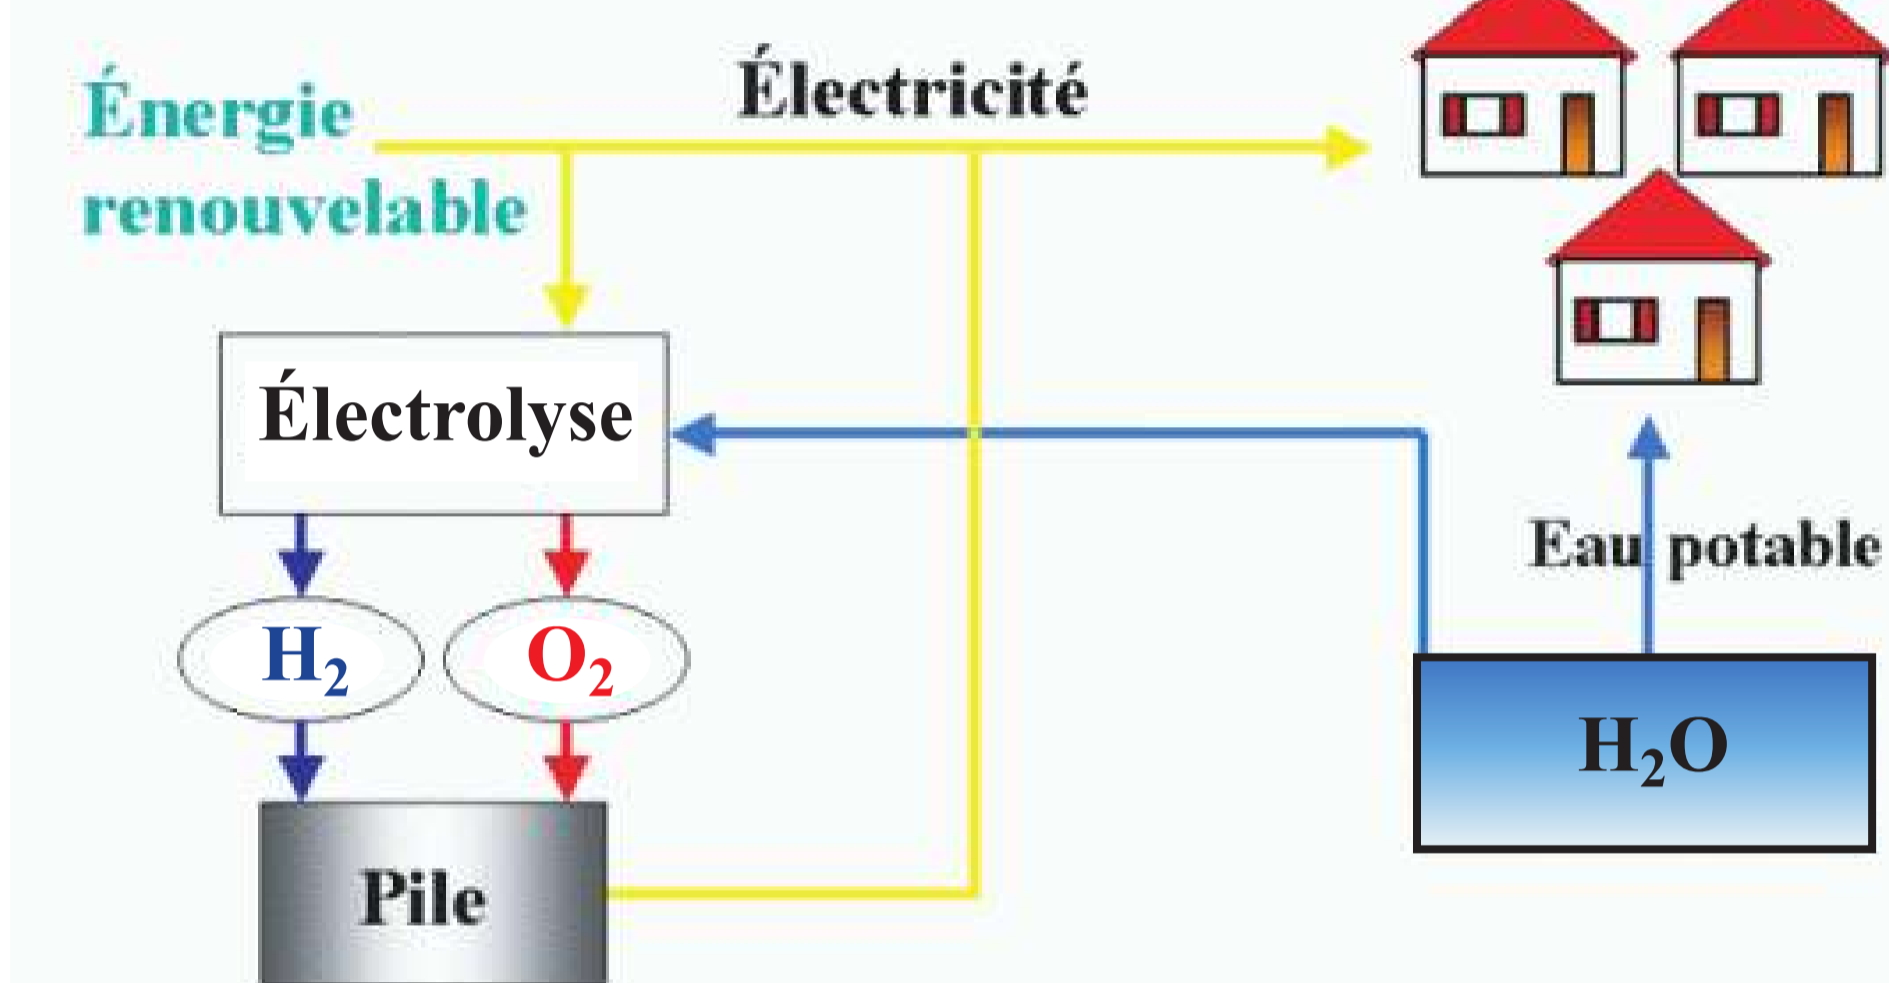 Énergie
renouvelable
Électricité
Électrolyse
Eau potable
H₂
O₂
H₂O
Pile